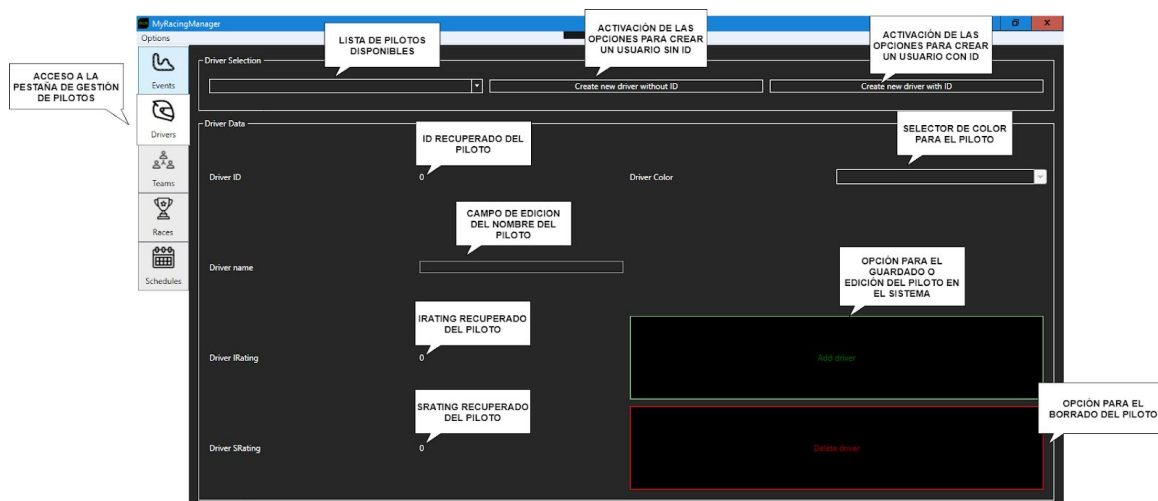 MyRacingManager
Options
LISTA DE PILOTOS
DISPONIBLES
ACTIVACIÓN DE LAS
OPCIONES PARA CREAR
UN USUARIO SIN ID
ACTIVACIÓN DE LAS
OPCIONES PARA CREAR
UN USUARIO CON ID
ACCESO A LA
PESTAÑA DE GESTIÓN
DE PILOTOS
Events
Drivers
Teams
Races
Schedules
Driver Selection
Create new driver without ID
Create new driver with ID
Driver Data
ID RECUPERADO DEL
PILOTO
SELECTOR DE COLOR
PARA EL PILOTO
Driver ID
0
Driver Color
CAMPO DE EDICION
DEL NOMBRE DEL
PILOTO
Driver name
OPCIÓN PARA EL
GUARDADO O
EDICIÓN DEL PILOTO EN
EL SISTEMA
IRATING RECUPERADO
DEL PILOTO
Driver IRating
0
Add driver
SRATING RECUPERADO
DEL PILOTO
OPCIÓN PARA EL
BORRADO DEL PILOTO
Driver SRating
0
Delete driver